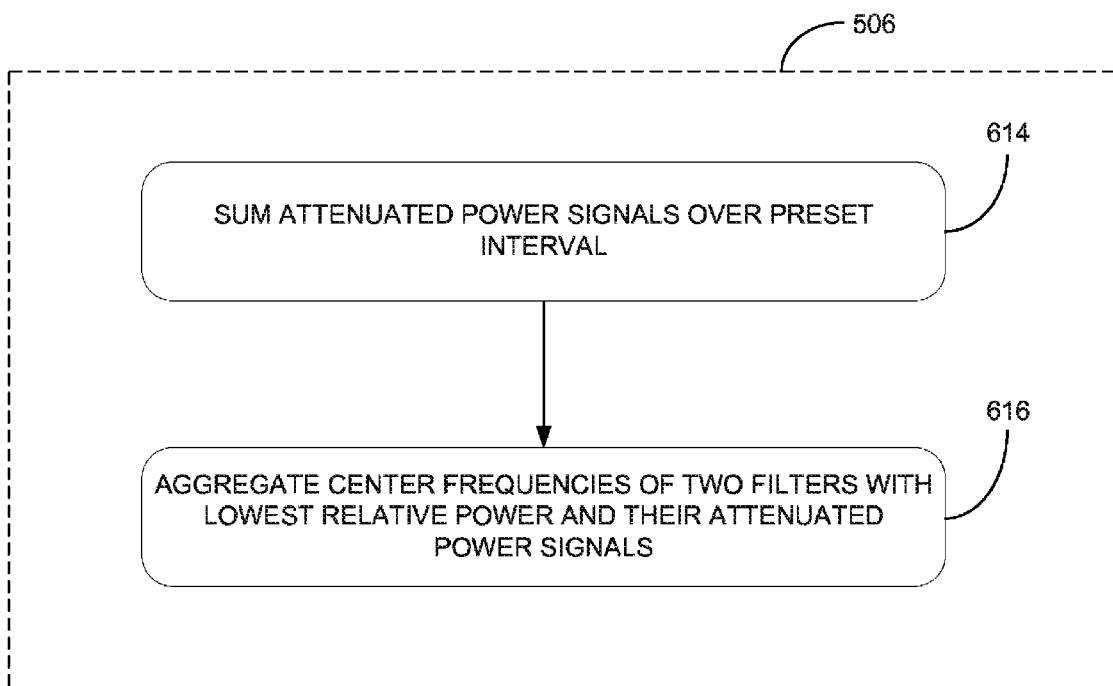 506
614
SUM ATTENUATED POWER SIGNALS OVER PRESET
INTERVAL
616
AGGREGATE CENTER FREQUENCIES OF TWO FILTERS WITH
LOWEST RELATIVE POWER AND THEIR ATTENUATED
POWER SIGNALS